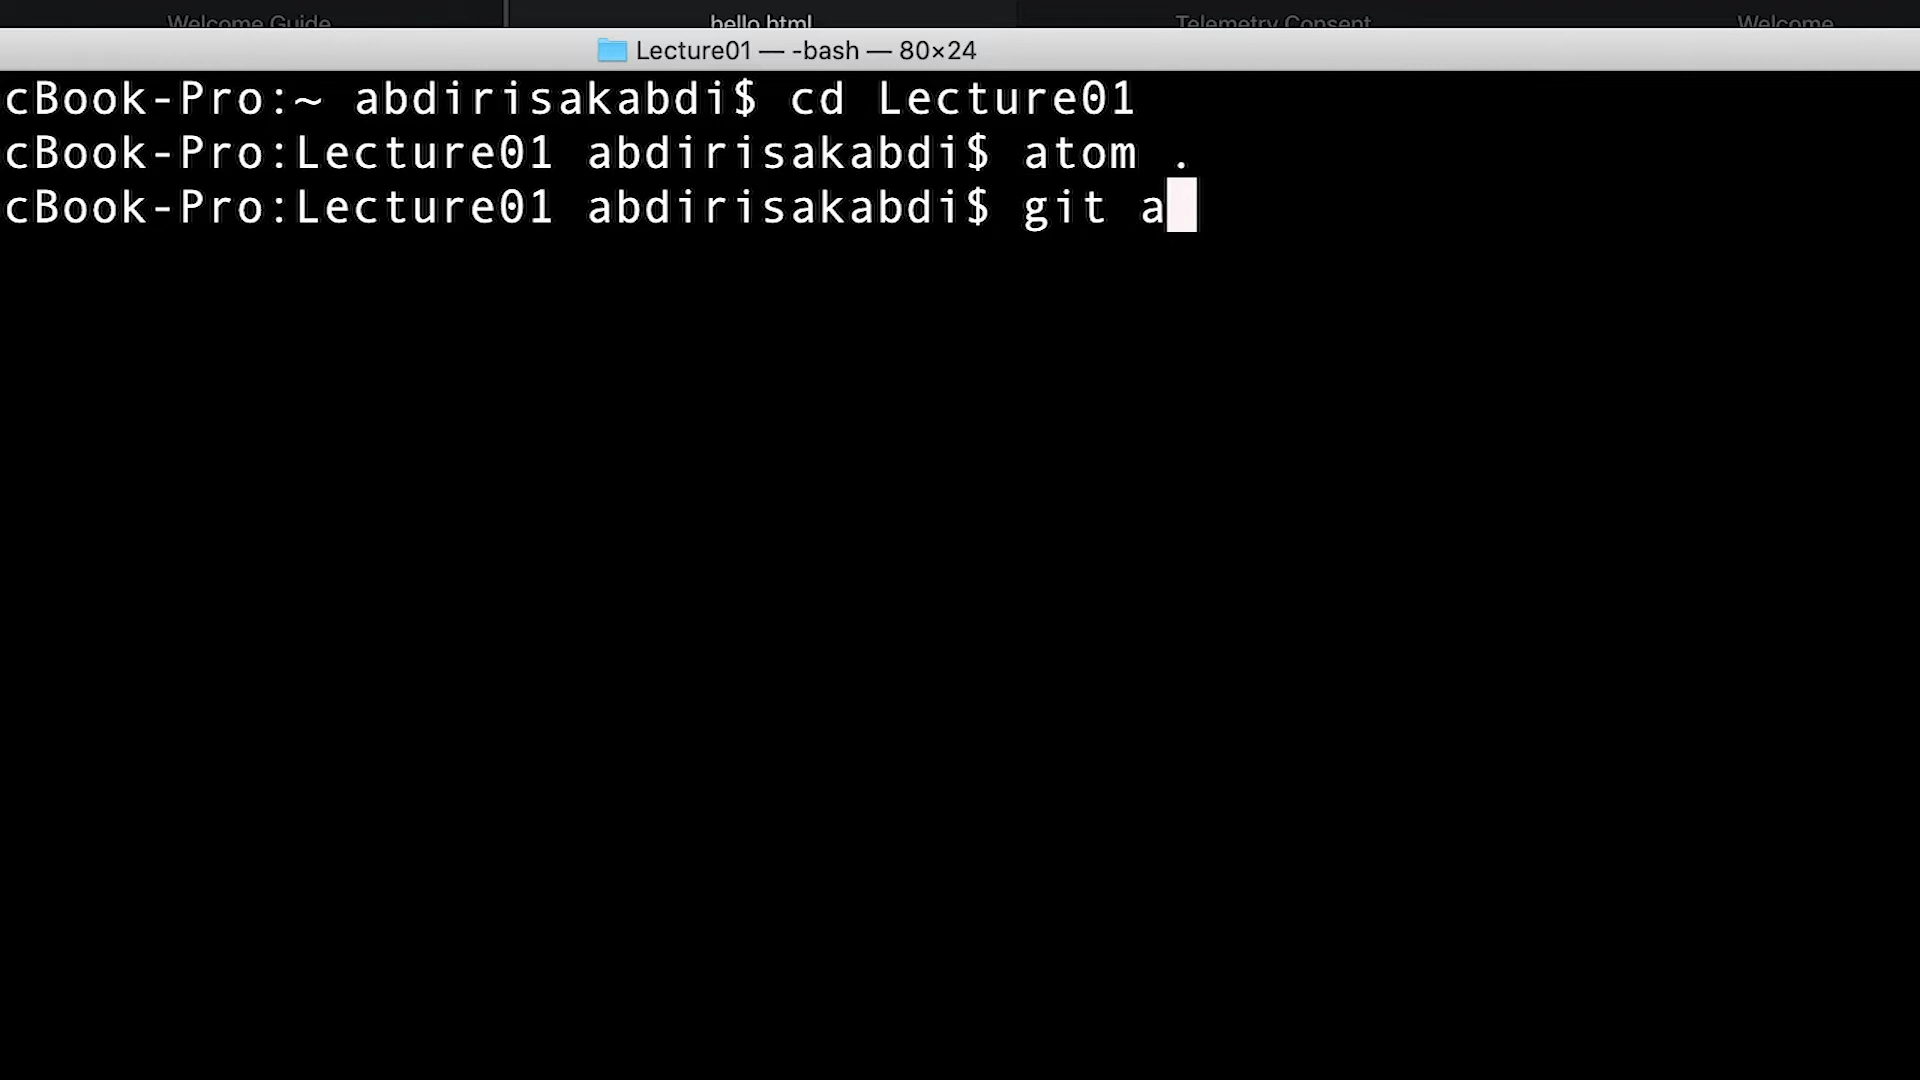 Welcome Guide hello.html Telemetry Consent Welcome
Lecture01 — -bash — 80×24
cBook-Pro:~ abdirisakabdi$ cd Lecture01
cBook-Pro:Lecture01 abdirisakabdi$ atom .
cBook-Pro:Lecture01 abdirisakabdi$ git a